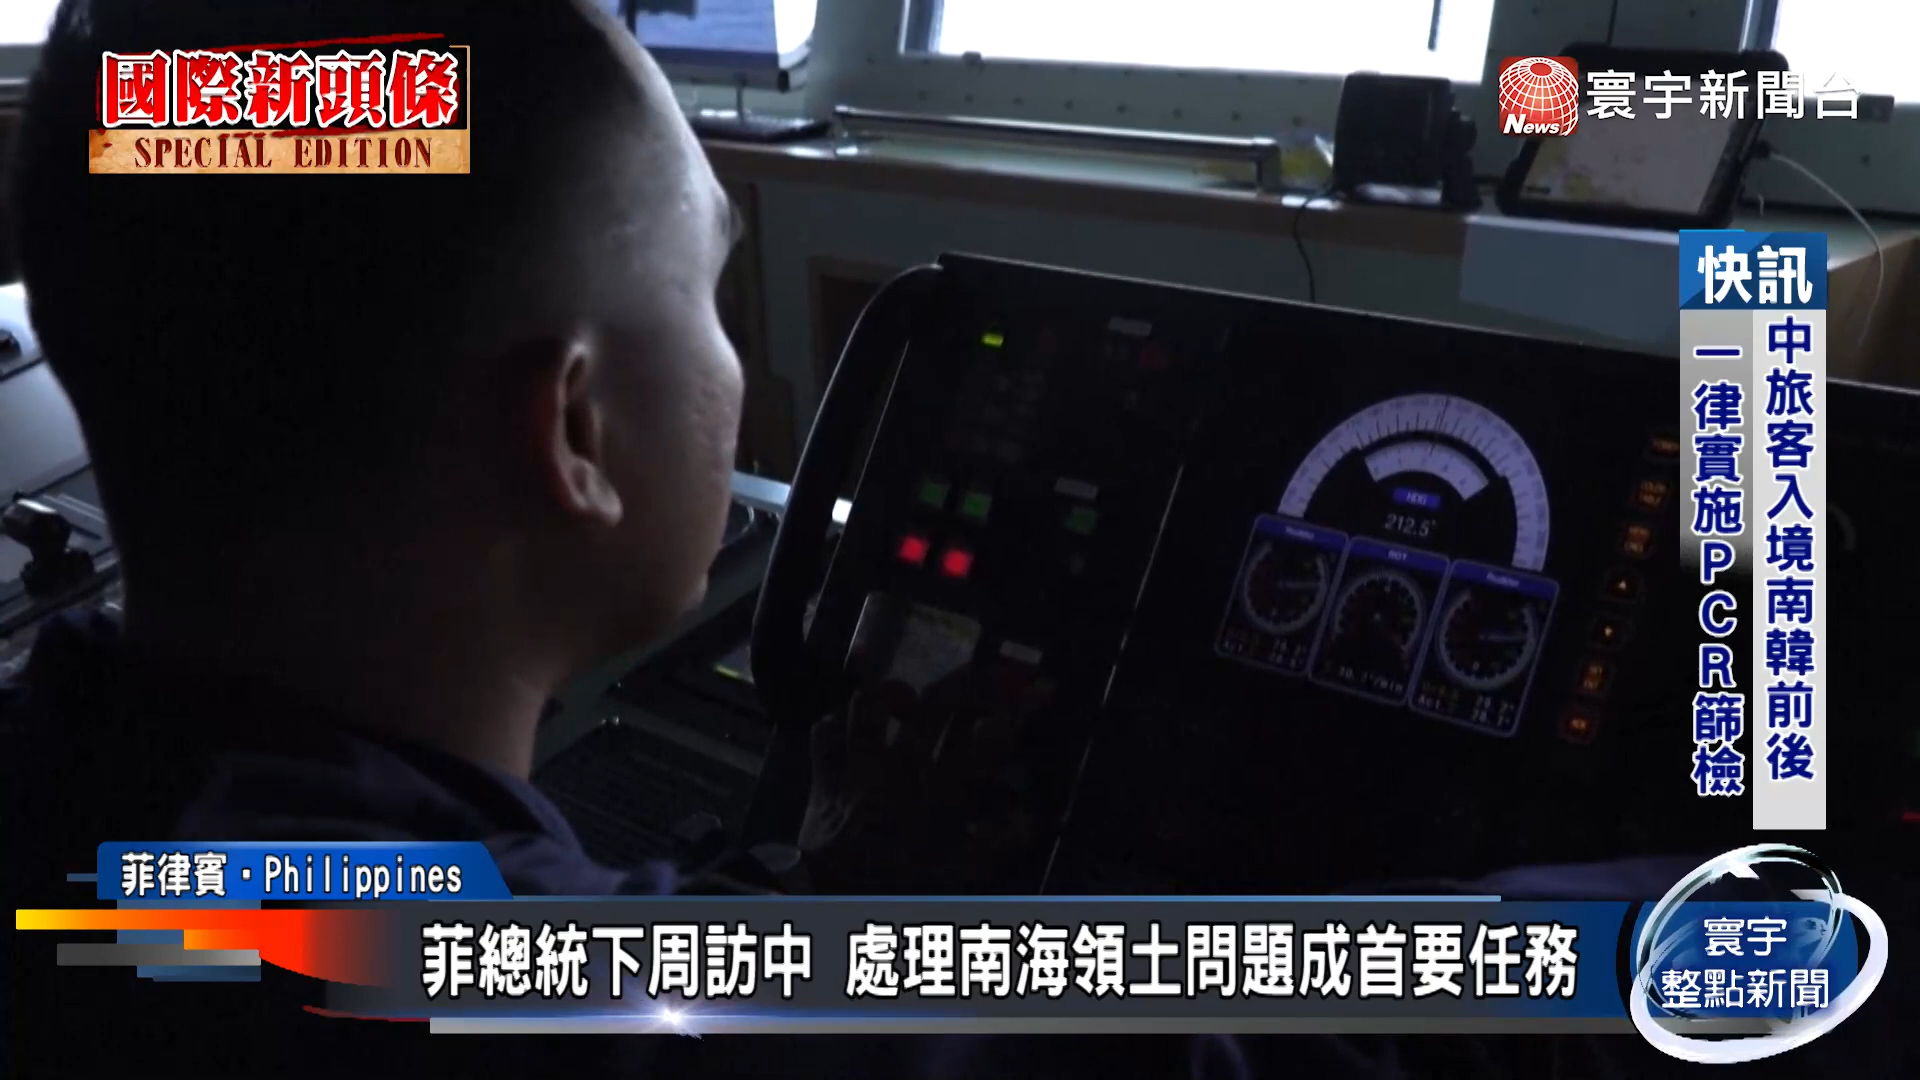 國際新頭條
SPECIAL EDITION
News
寰宇新聞台
快訊
中旅客入境南韓前後
一律實施PCR篩檢
HDG
212.5°
ROT
菲律賓·Philippines
菲總統下周訪中 處理南海領土問題成首要任務
寰宇
整點新聞